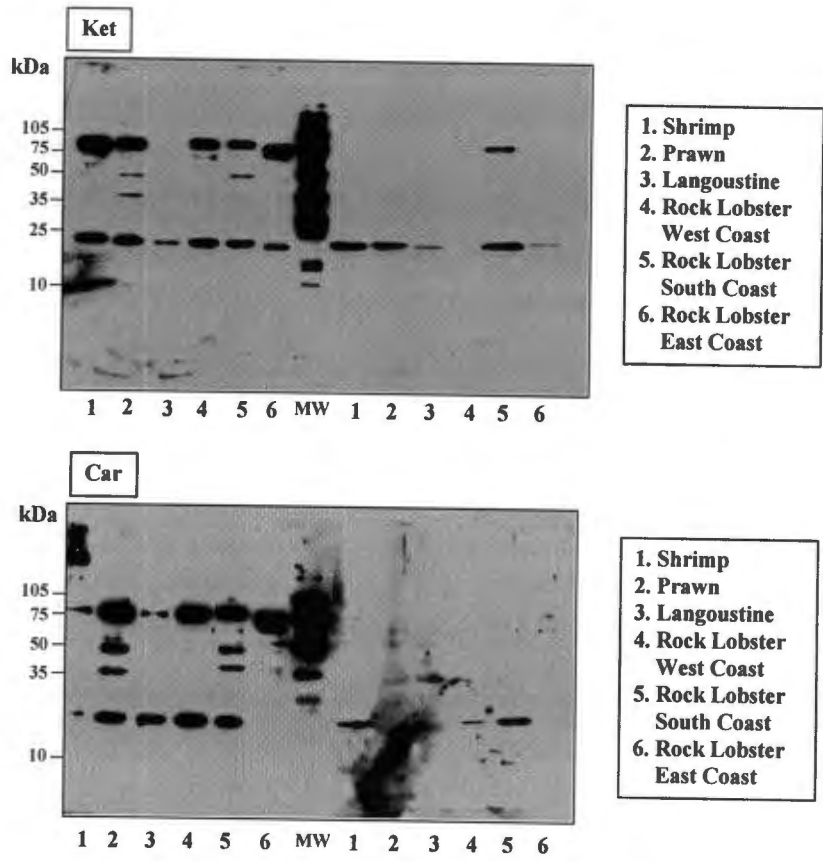 Ket
kDa
105
75
50
35
25
10
1 2 3 4 5 6 MW 1 2 3 4 5 6
1. Shrimp
2. Prawn
3. Langoustine
4. Rock Lobster
West Coast
5. Rock Lobster
South Coast
6. Rock Lobster
East Coast
Car
kDa
105
75
50
35
10
1 2 3 4 5 6 MW 1 2 3 4 5 6
1. Shrimp
2. Prawn
3. Langoustine
4. Rock Lobster
West Coast
5. Rock Lobster
South Coast
6. Rock Lobster
East Coast